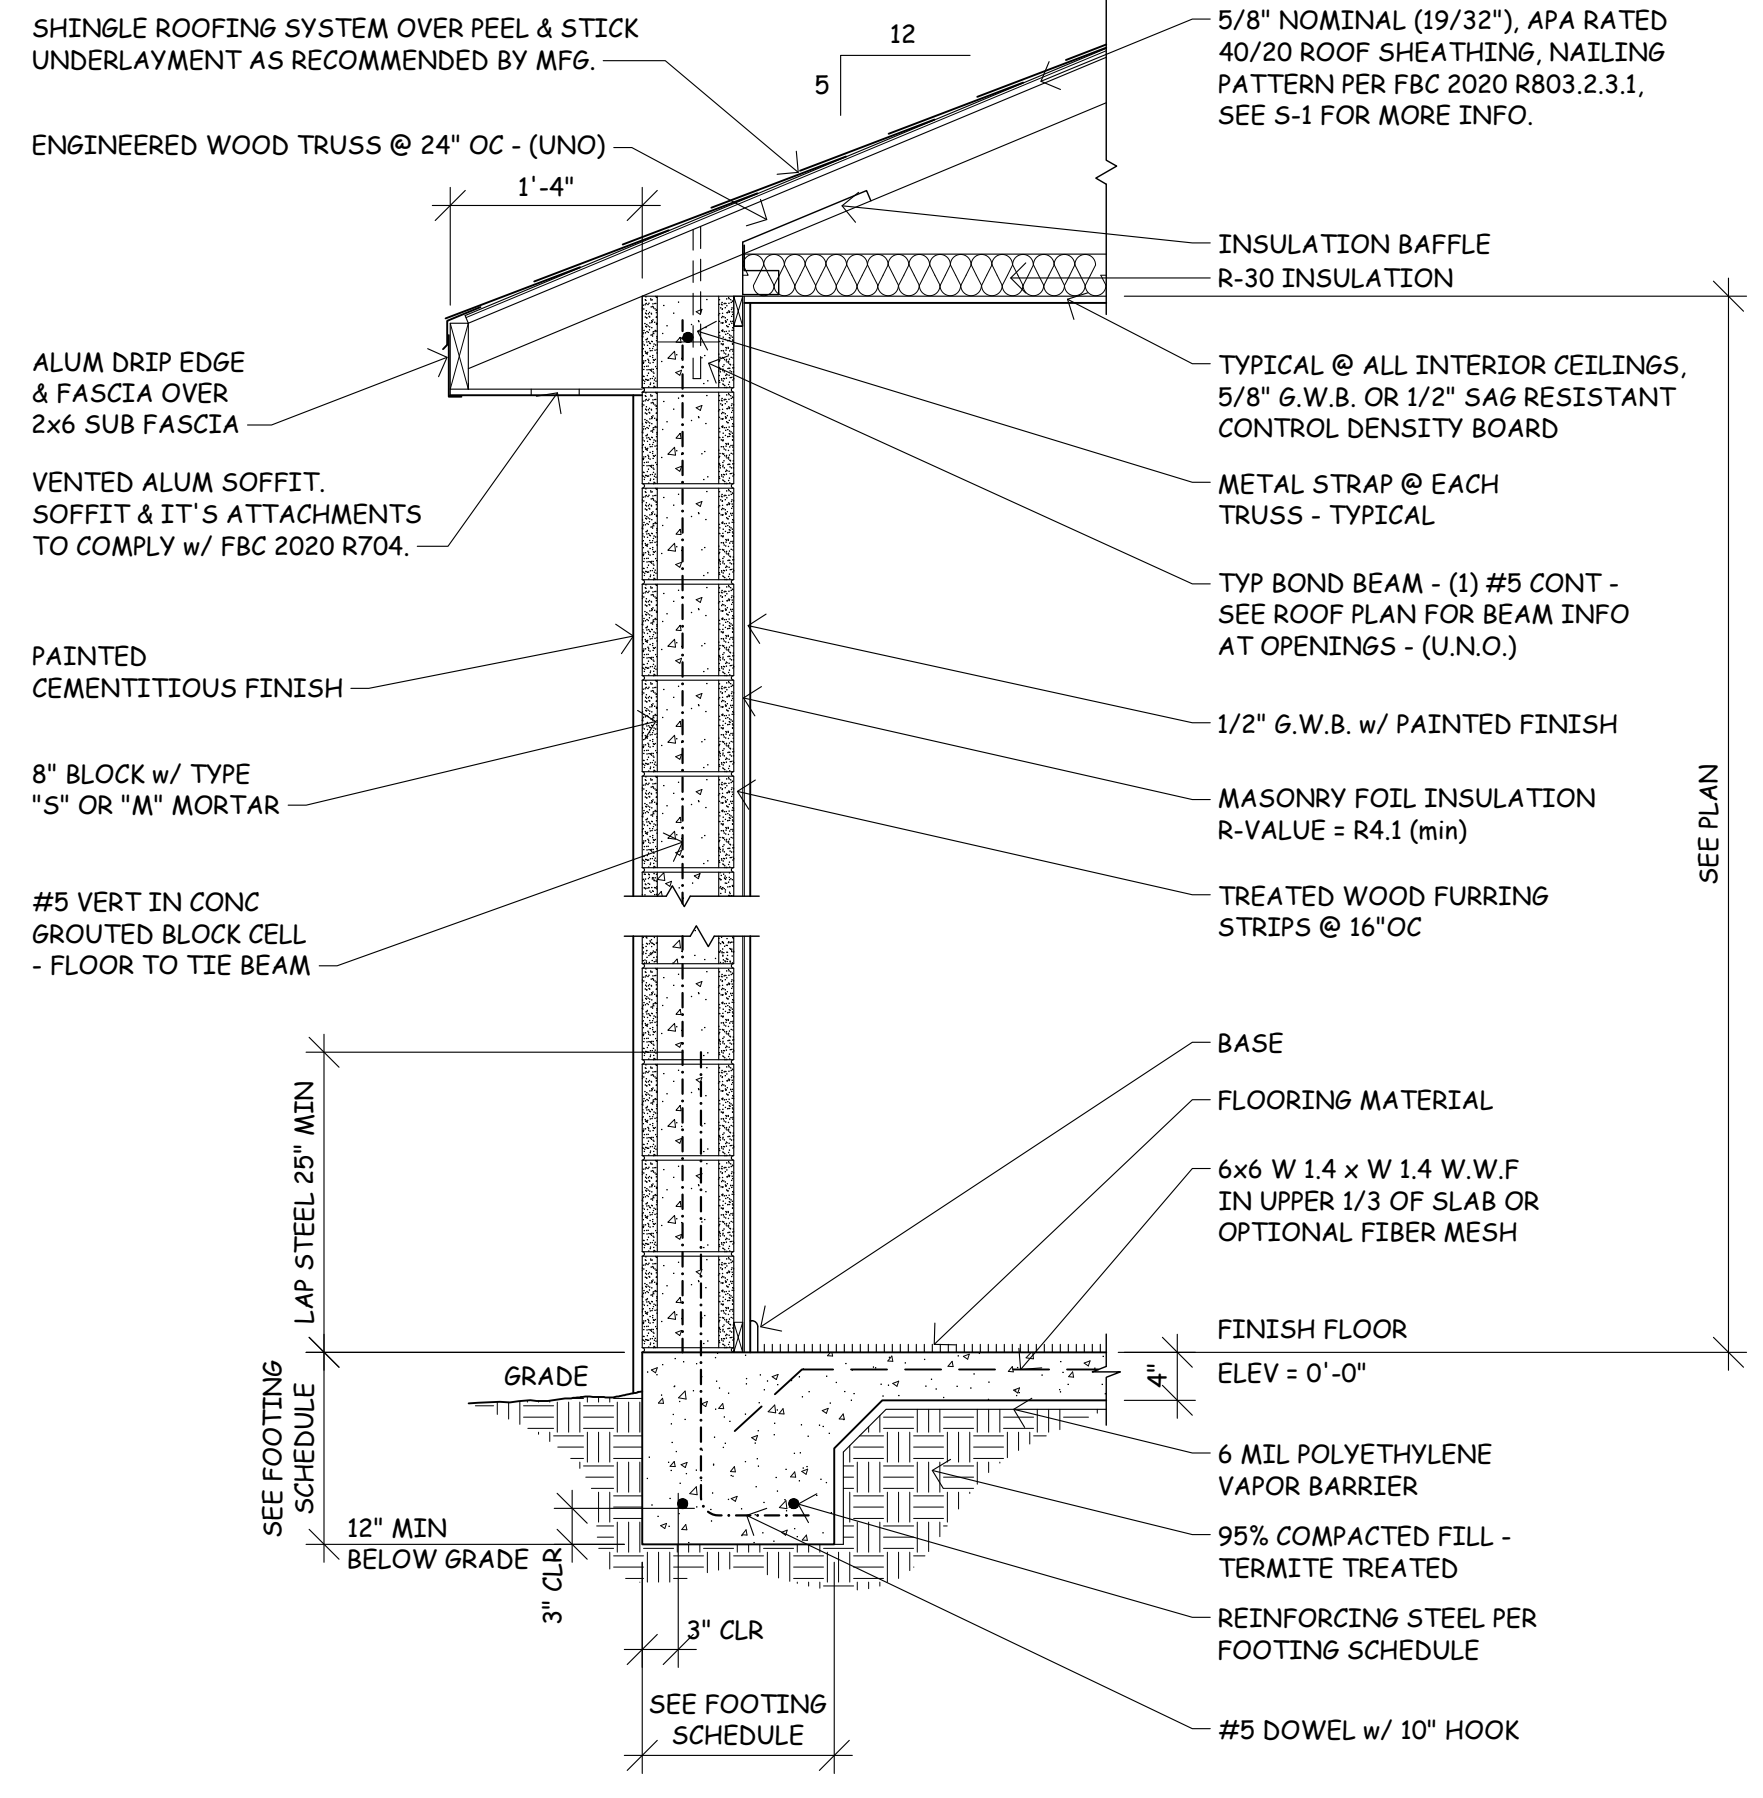 SHINGLE ROOFING SYSTEM OVER PEEL & STICK
UNDERLAYMENT AS RECOMMENDED BY MFG.
ENGINEERED WOOD TRUSS @ 24" OC - (UNO)
1'-4"
12
5
5/8" NOMINAL (19/32"), APA RATED
40/20 ROOF SHEATHING, NAILING
PATTERN PER FBC 2020 R803.2.3.1,
SEE S-1 FOR MORE INFO.
INSULATION BAFFLE
R-30 INSULATION
ALUM DRIP EDGE
& FASCIA OVER
2x6 SUB FASCIA
VENTED ALUM SOFFIT.
SOFFIT & IT'S ATTACHMENTS
TO COMPLY w/ FBC 2020 R704.
TYPICAL @ ALL INTERIOR CEILINGS,
5/8" G.W.B. OR 1/2" SAG RESISTANT
CONTROL DENSITY BOARD
METAL STRAP @ EACH
TRUSS - TYPICAL
TYP BOND BEAM - (1) #5 CONT -
SEE ROOF PLAN FOR BEAM INFO
AT OPENINGS - (U.N.O.)
PAINTED
CEMENTITIOUS FINISH
8" BLOCK w/ TYPE
"S" OR "M" MORTAR
#5 VERT IN CONC
GROUTED BLOCK CELL
- FLOOR TO TIE BEAM
1/2" G.W.B. w/ PAINTED FINISH
MASONRY FOIL INSULATION
R-VALUE = R4.1 (min)
TREATED WOOD FURRING
STRIPS @ 16"OC
SEE PLAN
BASE
FLOORING MATERIAL
6x6 W 1.4 x W 1.4 W.W.F
IN UPPER 1/3 OF SLAB OR
OPTIONAL FIBER MESH
LAP STEEL 25" MIN
FINISH FLOOR
ELEV = 0'-0"
4"
GRADE
SEE FOOTING
SCHEDULE
12" MIN
BELOW GRADE
3" CLR
3" CLR
6 MIL POLYETHYLENE
VAPOR BARRIER
95% COMPACTED FILL -
TERMITE TREATED
REINFORCING STEEL PER
FOOTING SCHEDULE
SEE FOOTING
SCHEDULE
#5 DOWEL w/ 10" HOOK